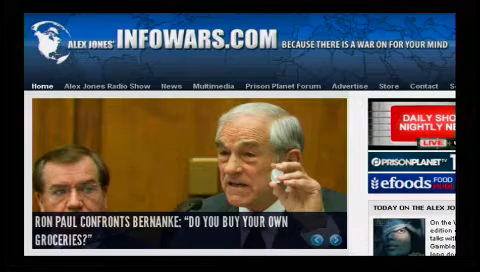 ALEX JONES' INFOWARS.COM BECAUSE THERE IS A WAR ON FOR YOUR MIND
Home Alex Jones Radio Show News Multimedia Prison Planet Forum Advertise Store Contact
DAILY SHO
NIGHTLY NE
LIVE
PRISONPLANET
efoods FOOD
RON PAUL CONFRONTS BERNANKE: “DO YOU BUY YOUR OWN
GROCERIES?”
TODAY ON THE ALEX JO
On the
edition
talks wit